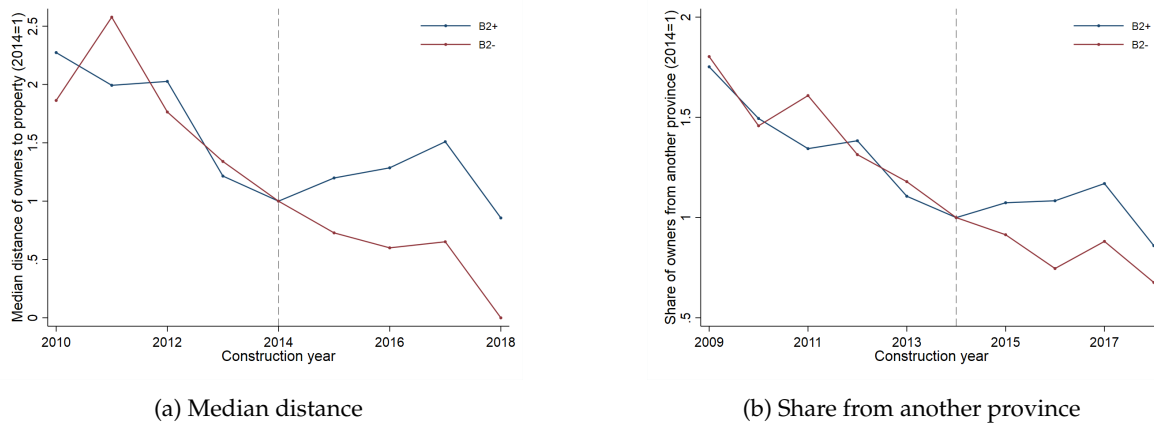 Median distance of owners to property (2014=1)
2.5
2
1.5
1
.5
0
B2+
B2-
2010 2012 2014 2016 2018
Construction year
(a) Median distance
Share of owners from another province (2014=1)
2
1.5
1
.5
B2+
B2-
2009 2011 2013 2015 2017
Construction year
(b) Share from another province